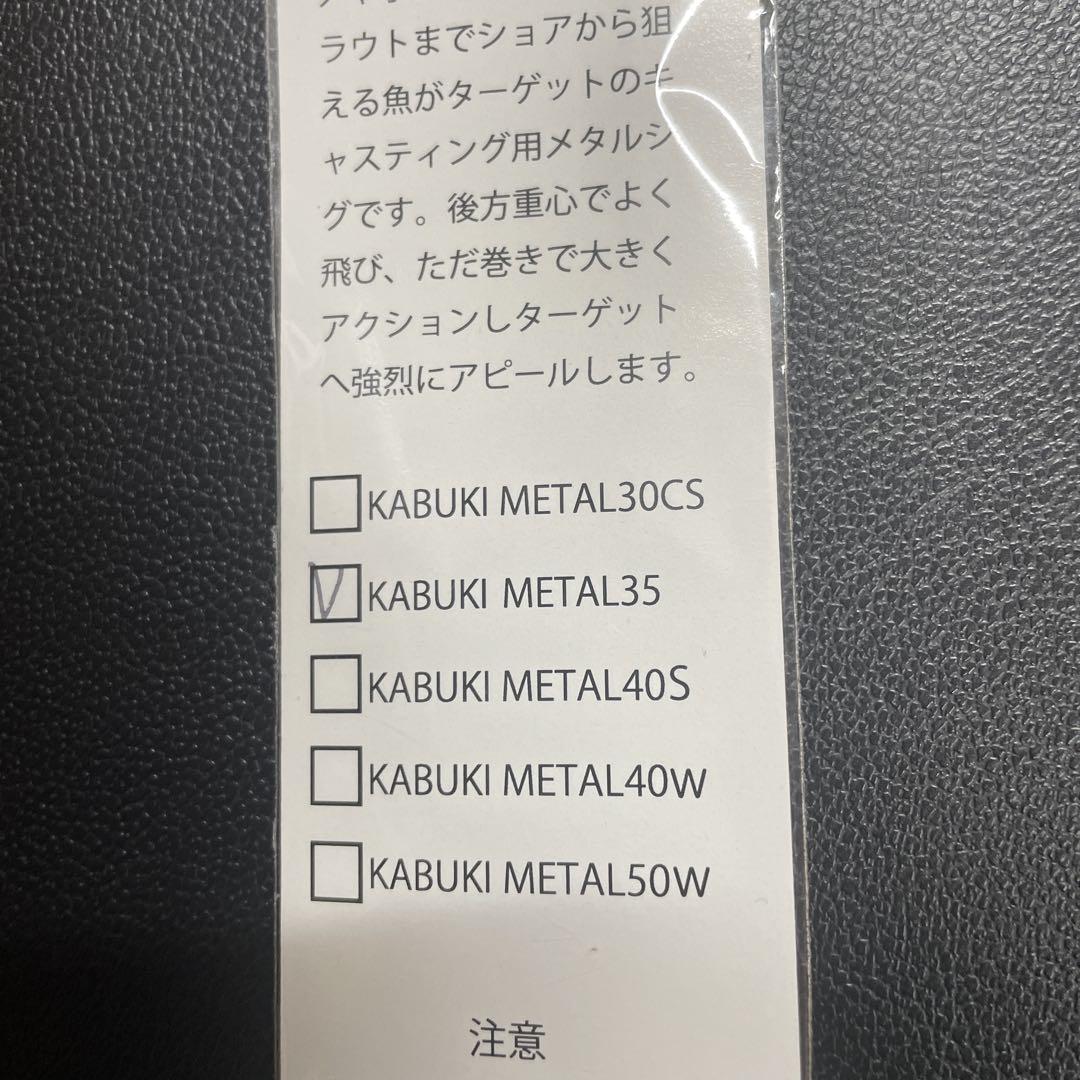 ラウトまでショアから狙
える魚がターゲットのキ
ャスティング用メタルジ
グです。後方重心でよく
飛び、ただ巻きで大きく
アクションしターゲット
へ強烈にアピールします。
KABUKI METAL30CS
KABUKI METAL35
KABUKI METAL40S
KABUKI METAL40W
KABUKI METAL50W
注意